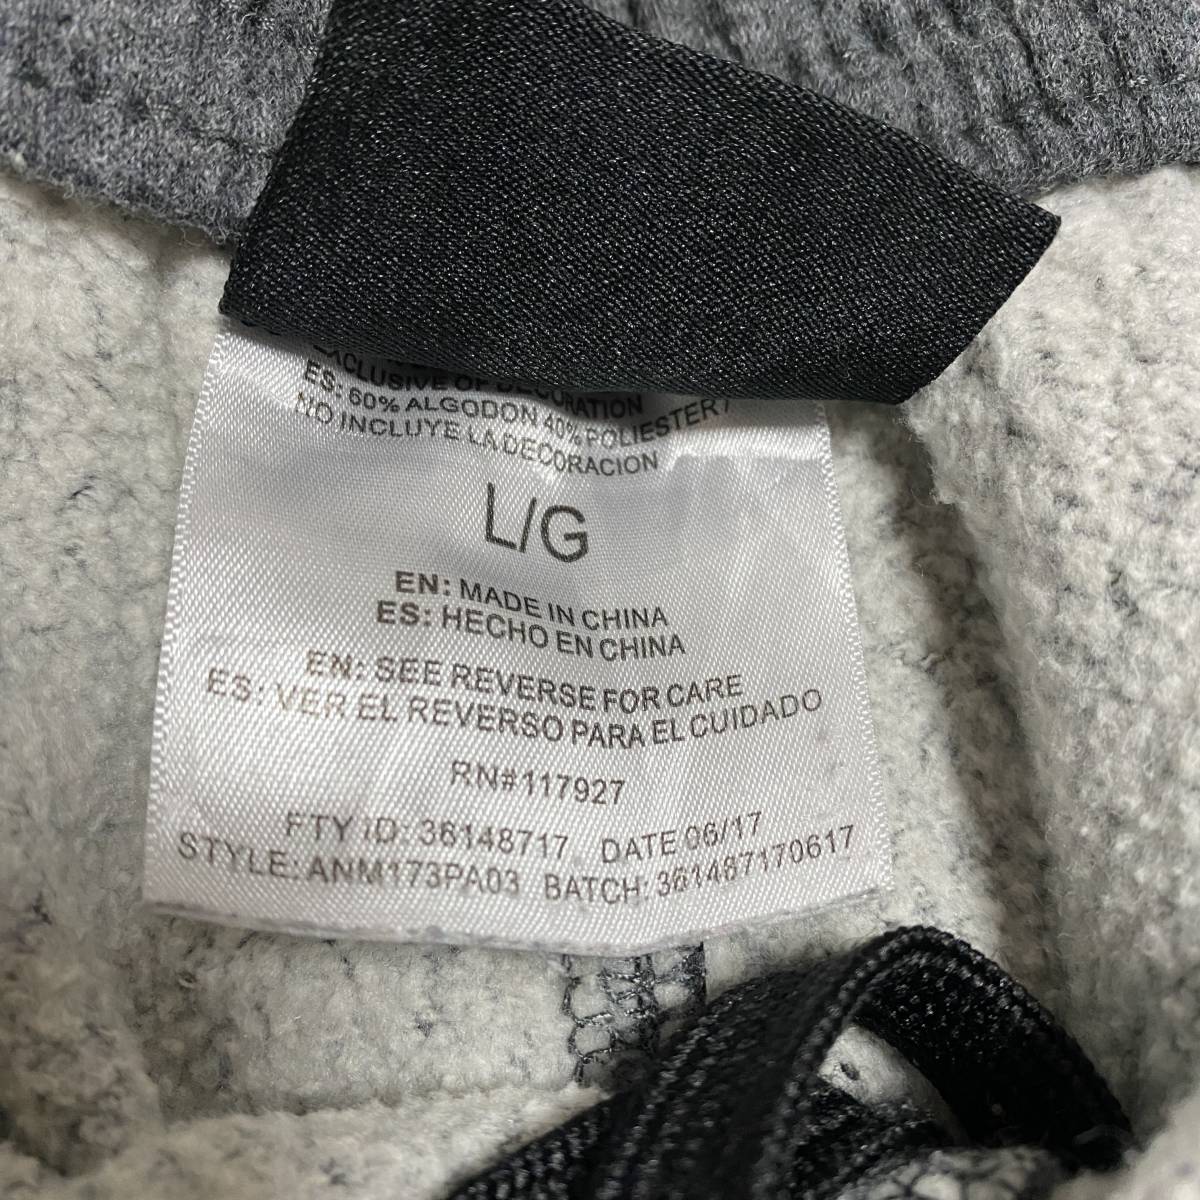 EXCLUSIVE OF DECORATION
ES: 60% ALGODON 40% POLIESTER /
NO INCLUYE LA DECORACION
L/G
EN: MADE IN CHINA
ES: HECHO EN CHINA
EN: SEE REVERSE FOR CARE
ES: VER EL REVERSO PARA EL CUIDADO
RN#117927
FTY ID: 36148717 DATE 06/17
STYLE: ANM173PA03 BATCH: 361487170617